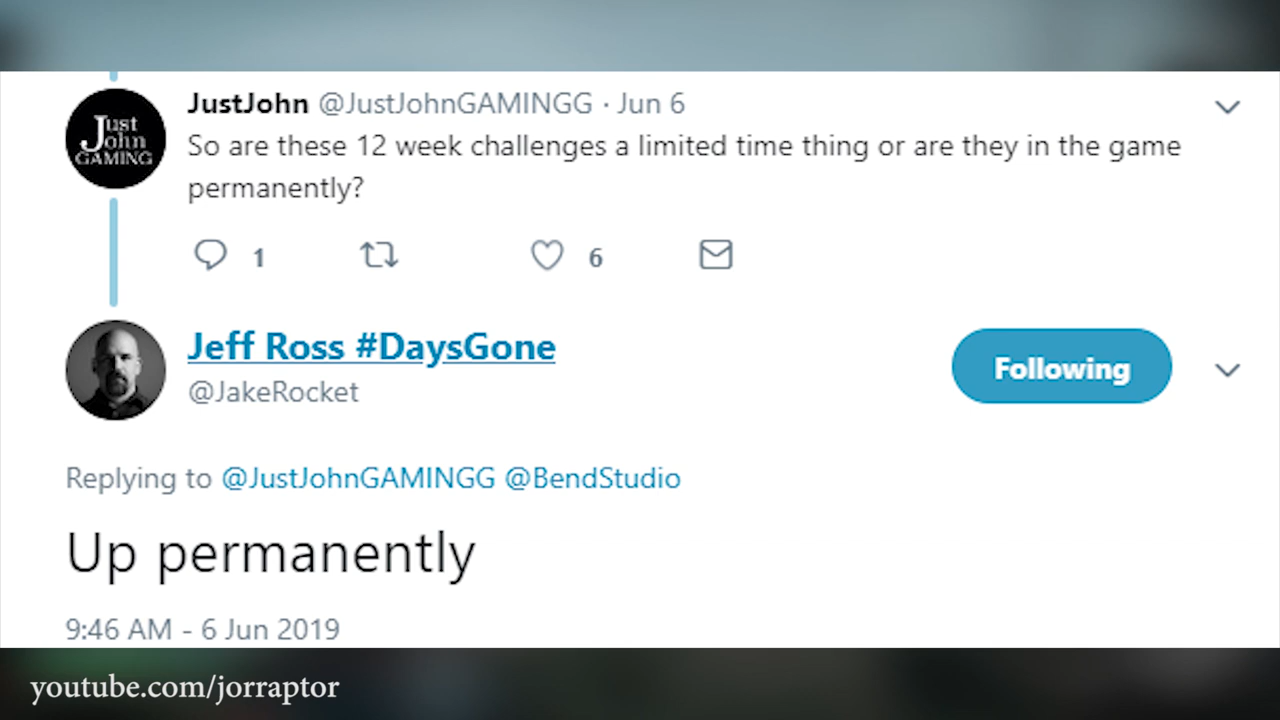 JustJohn @JustJohnGAMINGG · Jun 6
Just
John
GAMING
So are these 12 week challenges a limited time thing or are they in the game
permanently?
1
6
Jeff Ross #DaysGone
@JakeRocket
Following
Replying to @JustJohnGAMINGG @BendStudio
Up permanently
9:46 AM - 6 Jun 2019
youtube.com/jorraptor